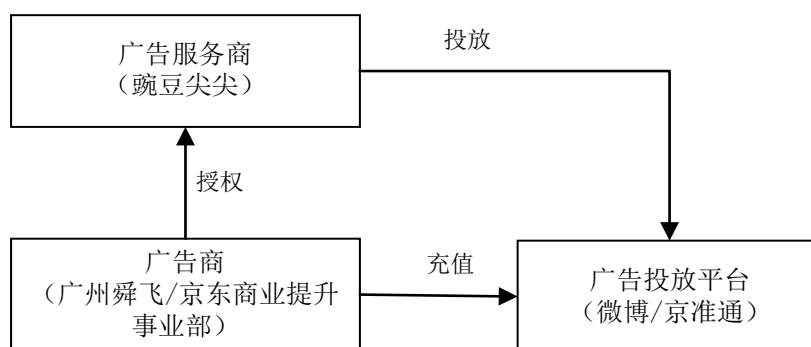 广告服务商
（豌豆尖尖）
投放
授权
广告商
（广州舜飞/京东商业提升
事业部）
充值
广告投放平台
（微博/京准通）